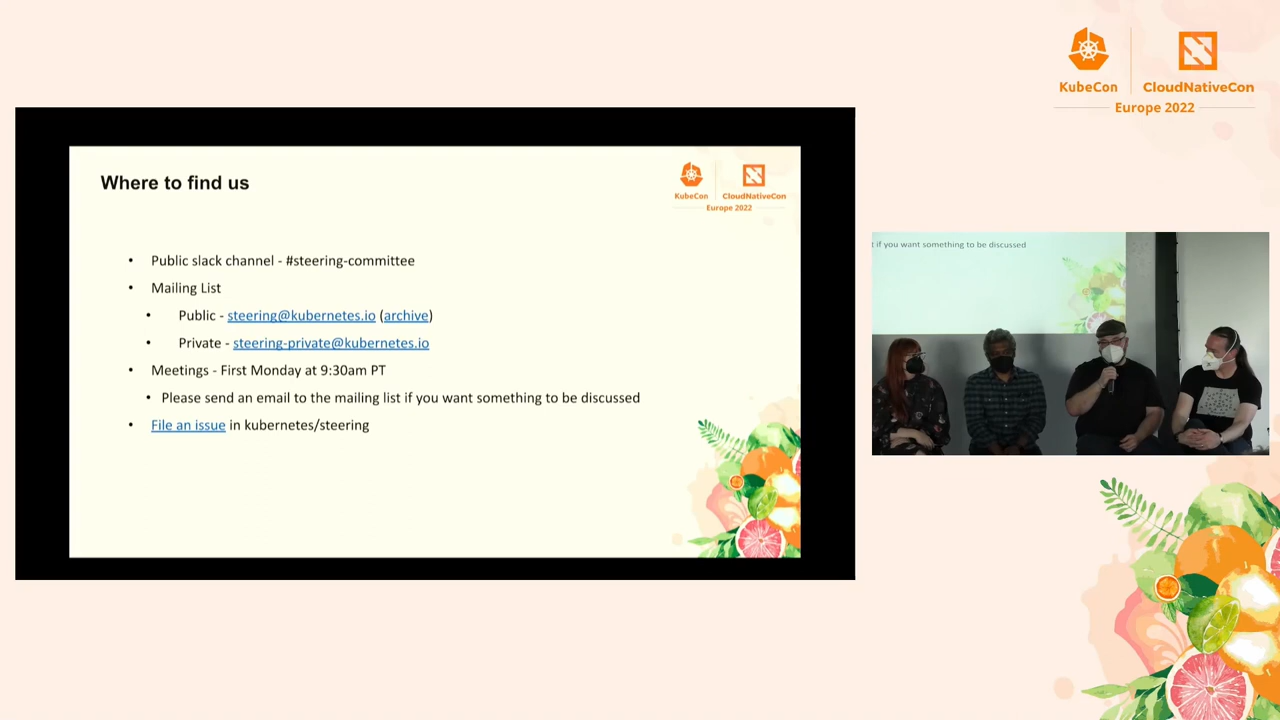 KubeCon
CloudNativeCon
Europe 2022
Where to find us
KubeCon
CloudNativeCon
Europe 2022
• Public slack channel - #steering-committee
• Mailing List
• Public - steering@kubernetes.io (archive)
• Private - steering-private@kubernetes.io
• Meetings - First Monday at 9:30am PT
• Please send an email to the mailing list if you want something to be discussed
• File an issue in kubernetes/steering
if you want something to be discussed